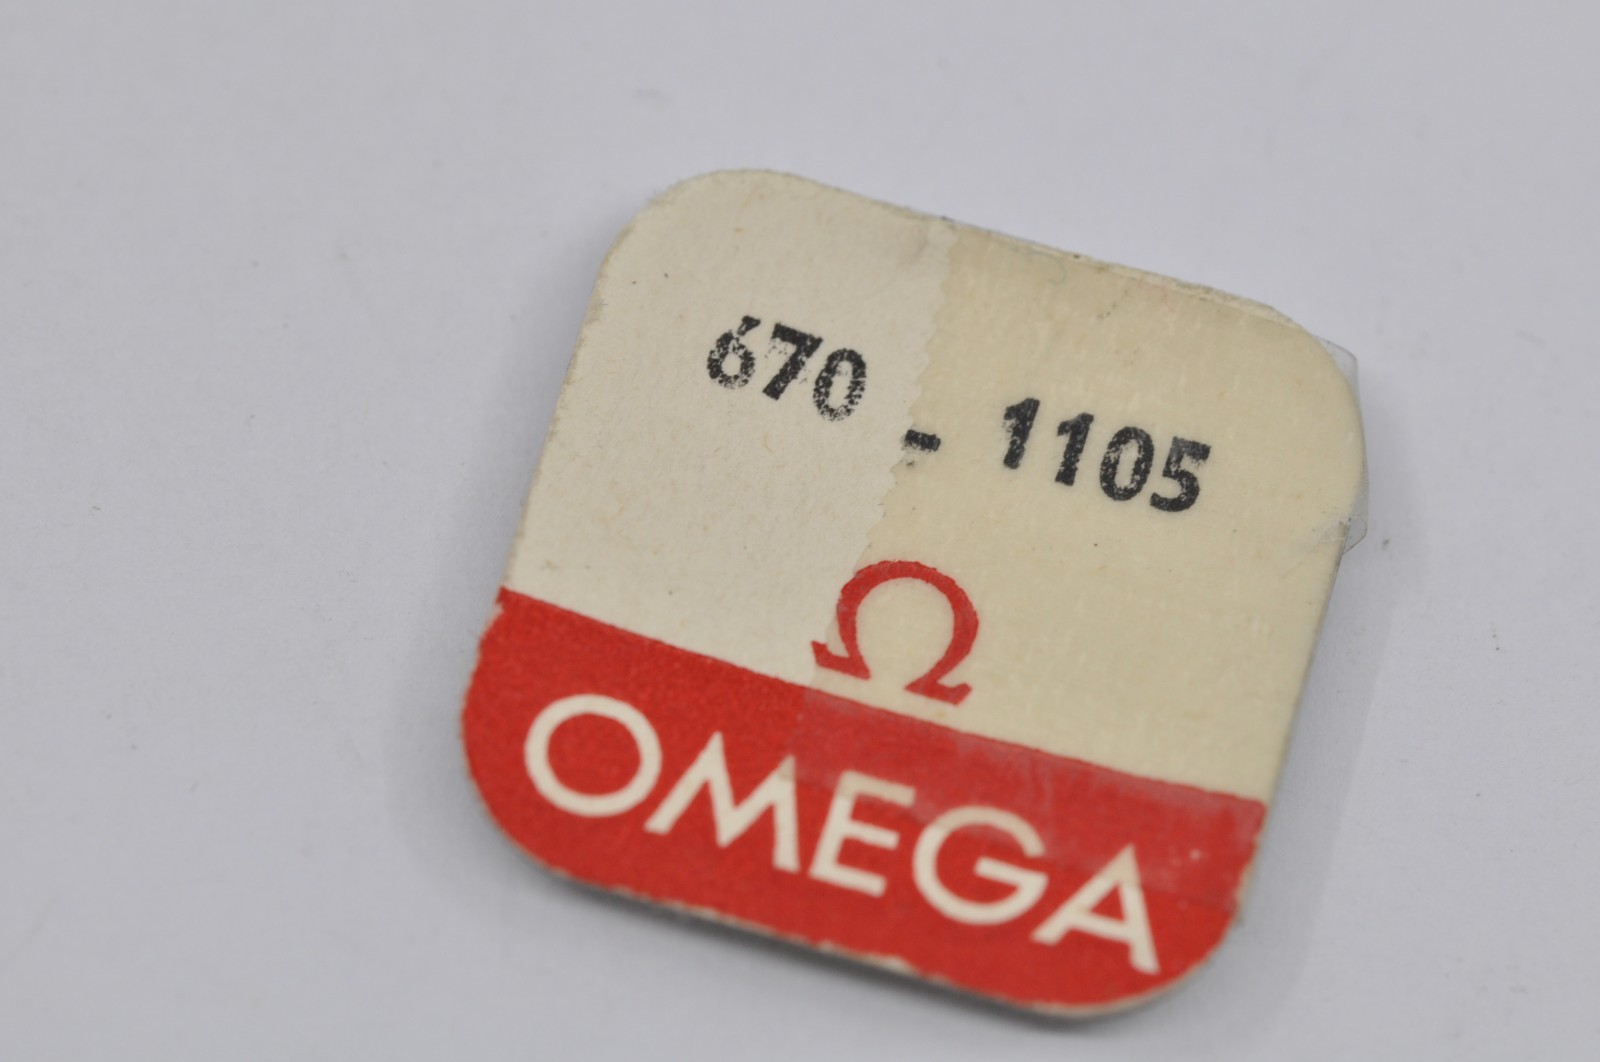 670 - 1105
Ω
OMEGA